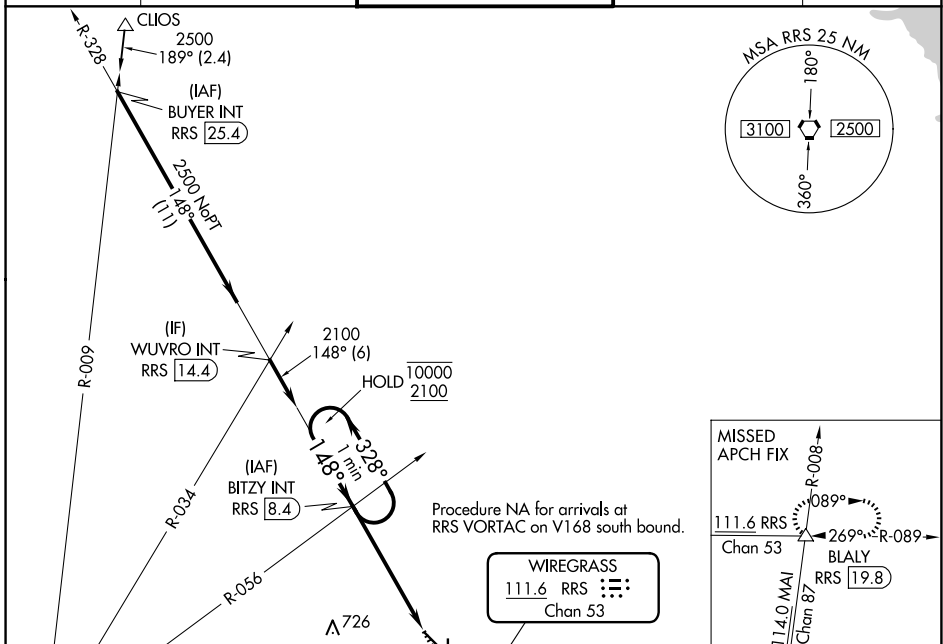 CLIOS
R-328
2500
189° (2.4)
(IAF)
BUYER INT
RRS 25.4
2500 NoPT
148°
(11)
MSA RRS 25 NM
180°
3100
2500
360°
R-009
(IF)
WUVRO INT
RRS 14.4
2100
148° (6)
HOLD 10000
2100
148°
1 min
328°
(IAF)
BITZY INT
RRS 8.4
R-034
R-056
Procedure NA for arrivals at
RRS VORTAC on V168 south bound.
WIREGRASS
111.6 RRS
Chan 53
726
MISSED
APCH FIX
R-008
089°
111.6 RRS
Chan 53
269°
R-089
BLALY
RRS 19.8
114.0 MAI
Chan 87